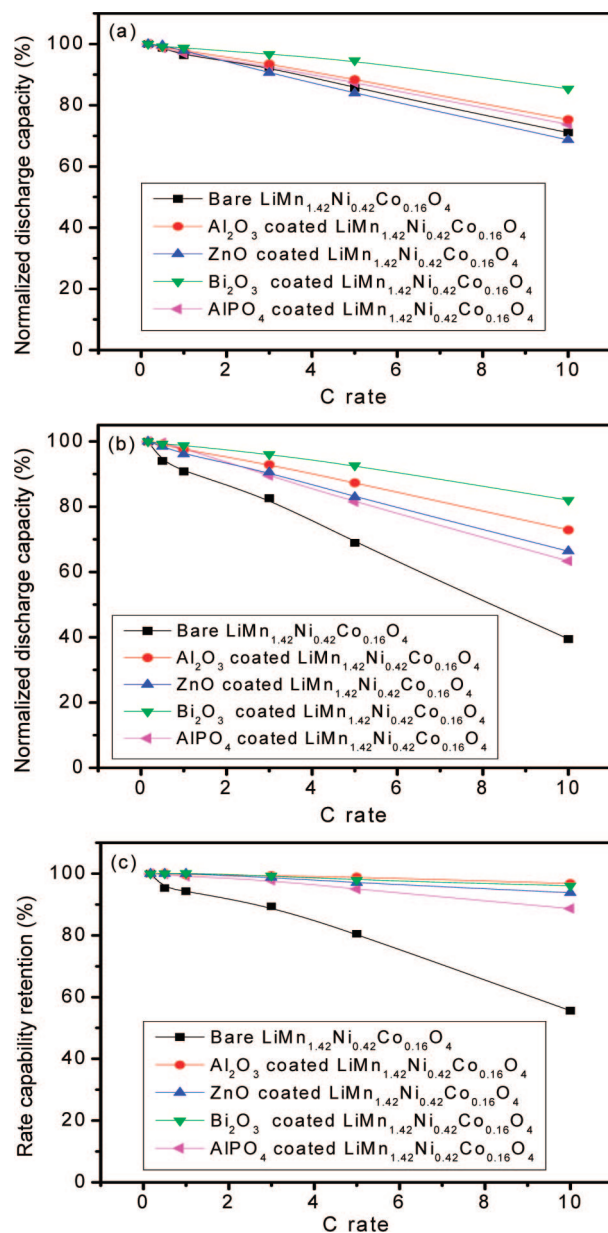 (a)
Normalized discharge capacity (%)
100
80
60
40
20
0
Bare LiMn₁.₄₂Ni₀.₄₂Co₀.₁₆O₄
Al₂O₃ coated LiMn₁.₄₂Ni₀.₄₂Co₀.₁₆O₄
ZnO coated LiMn₁.₄₂Ni₀.₄₂Co₀.₁₆O₄
Bi₂O₃ coated LiMn₁.₄₂Ni₀.₄₂Co₀.₁₆O₄
AlPO₄ coated LiMn₁.₄₂Ni₀.₄₂Co₀.₁₆O₄
0 2 4 6 8 10
C rate
(b)
Normalized discharge capacity (%)
100
80
60
40
20
0
Bare LiMn₁.₄₂Ni₀.₄₂Co₀.₁₆O₄
Al₂O₃ coated LiMn₁.₄₂Ni₀.₄₂Co₀.₁₆O₄
ZnO coated LiMn₁.₄₂Ni₀.₄₂Co₀.₁₆O₄
Bi₂O₃ coated LiMn₁.₄₂Ni₀.₄₂Co₀.₁₆O₄
AlPO₄ coated LiMn₁.₄₂Ni₀.₄₂Co₀.₁₆O₄
0 2 4 6 8 10
C rate
(c)
Rate capability retention (%)
100
80
60
40
20
0
Bare LiMn₁.₄₂Ni₀.₄₂Co₀.₁₆O₄
Al₂O₃ coated LiMn₁.₄₂Ni₀.₄₂Co₀.₁₆O₄
ZnO coated LiMn₁.₄₂Ni₀.₄₂Co₀.₁₆O₄
Bi₂O₃ coated LiMn₁.₄₂Ni₀.₄₂Co₀.₁₆O₄
AlPO₄ coated LiMn₁.₄₂Ni₀.₄₂Co₀.₁₆O₄
0 2 4 6 8 10
C rate